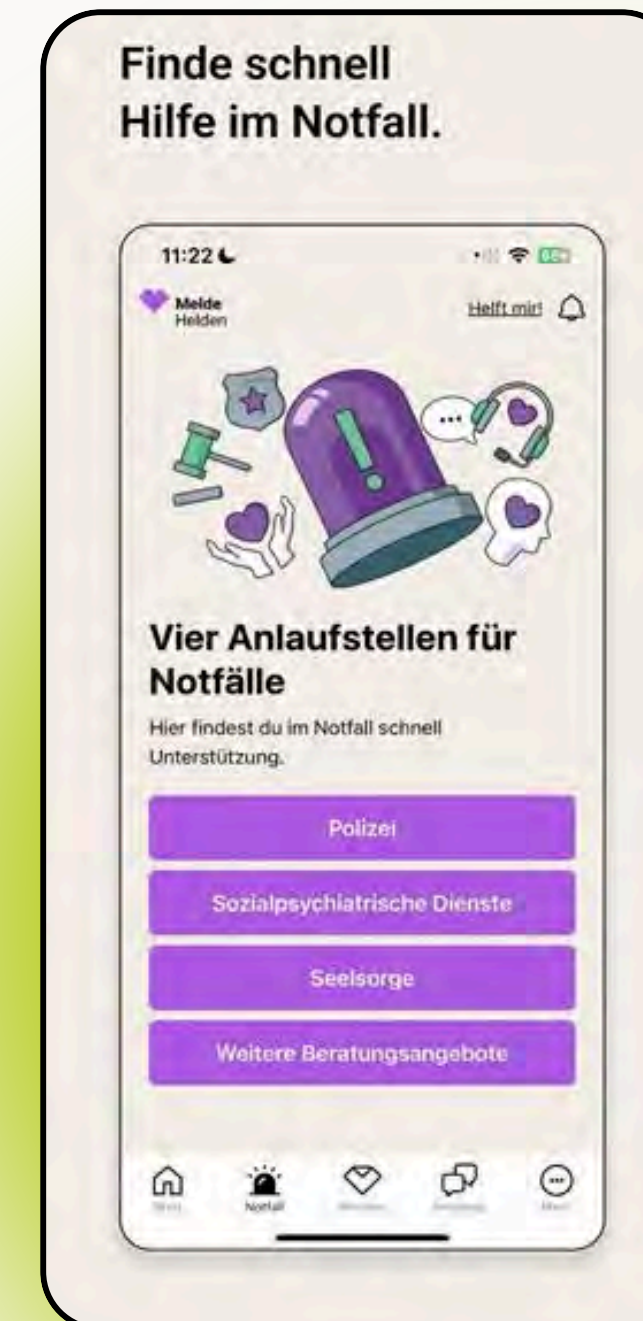 Finde schnell
Hilfe im Notfall.
11:22
Melde
Helden
Helft mir!
Vier Anlaufstellen für
Notfälle
Hier findest du im Notfall schnell
Unterstützung.
Polizei
Sozialpsychiatrische Dienste
Seelsorge
Weitere Beratungsangebote
Notfall